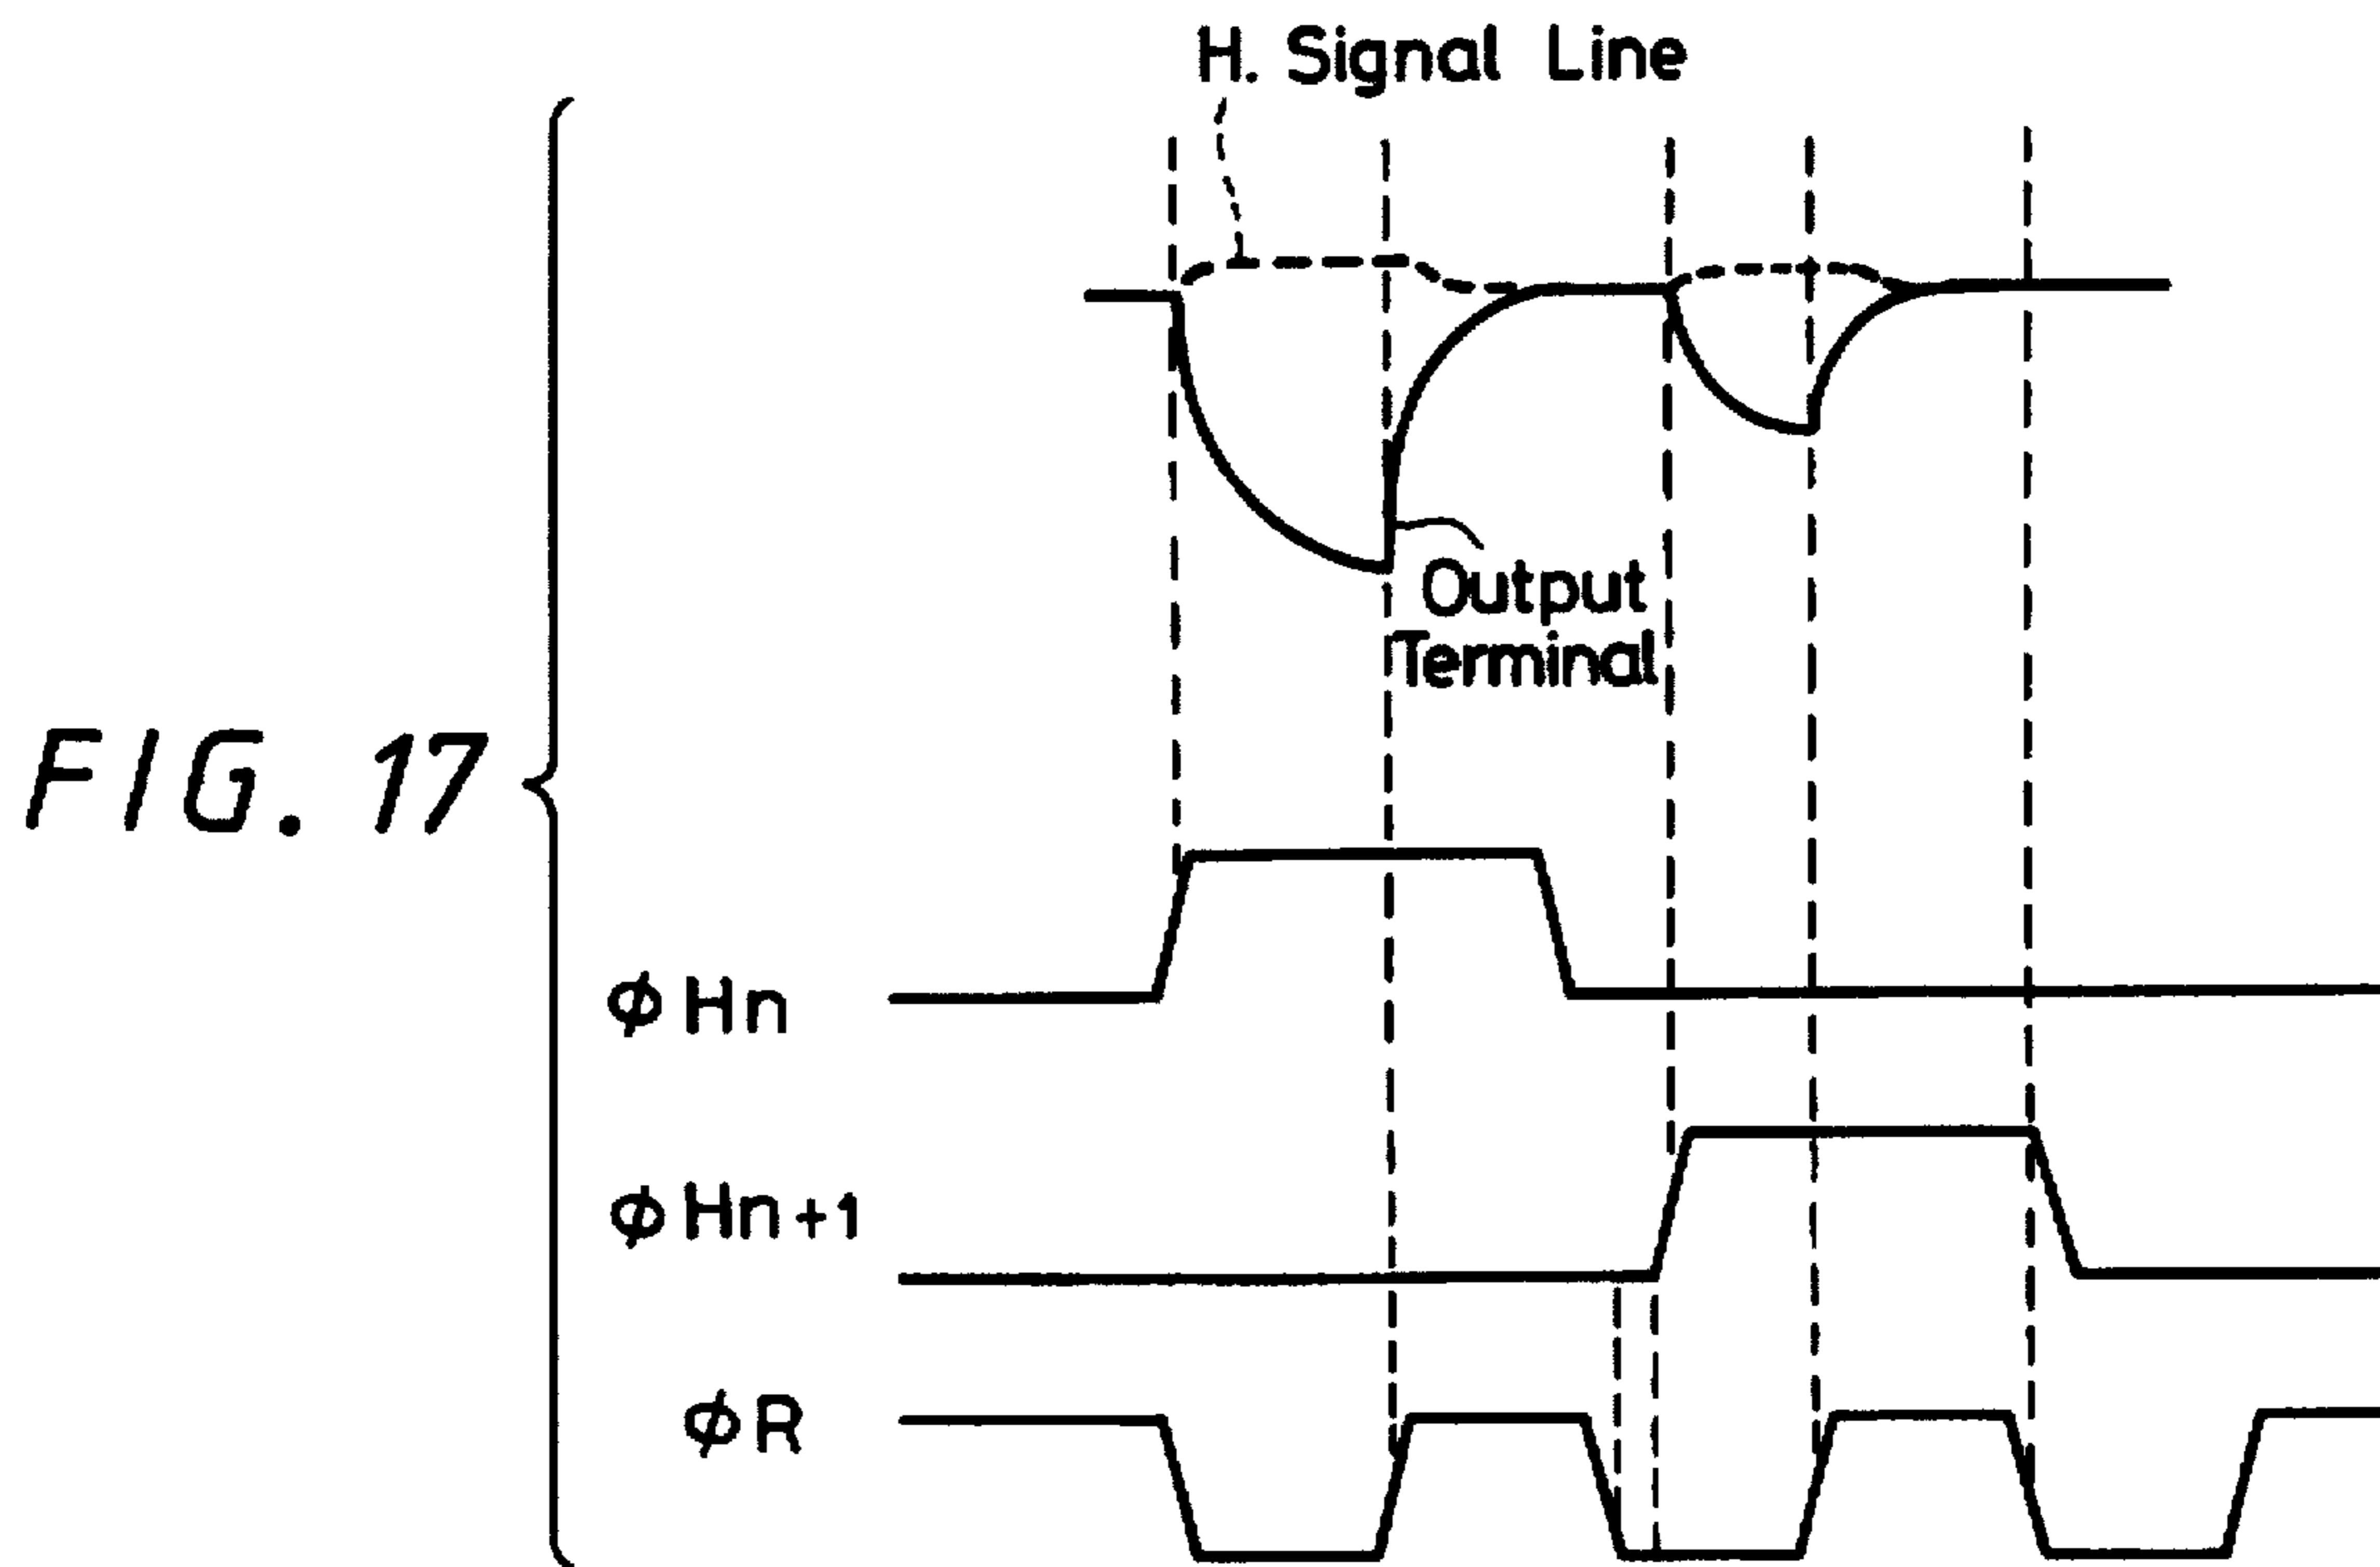 H. Signal Line
Output
Terminal
FIG. 17
φHn
φHn+1
φR